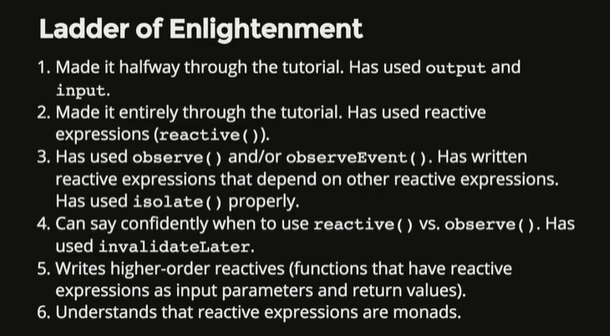 Ladder of Enlightenment
1. Made it halfway through the tutorial. Has used output and
input.
2. Made it entirely through the tutorial. Has used reactive
expressions (reactive()).
3. Has used observe() and/or observeEvent(). Has written
reactive expressions that depend on other reactive expressions.
Has used isolate() properly.
4. Can say confidently when to use reactive() vs. observe(). Has
used invalidateLater.
5. Writes higher-order reactives (functions that have reactive
expressions as input parameters and return values).
6. Understands that reactive expressions are monads.